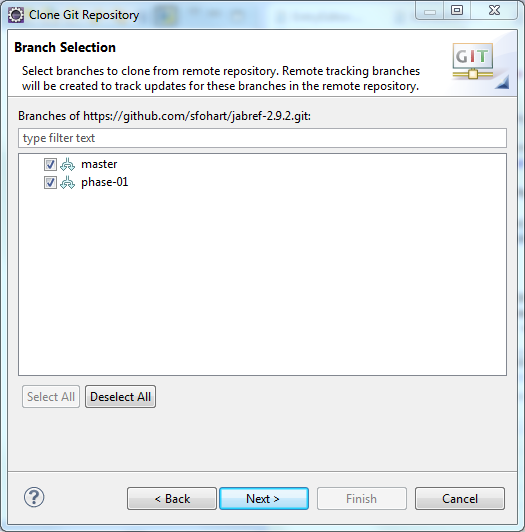 Clone Git Repository
Branch Selection
GIT
Select branches to clone from remote repository. Remote tracking branches
will be created to track updates for these branches in the remote repository.
Branches of https://github.com/sfohart/jabref-2.9.2.git:
type filter text
master
phase-01
Select All
Deselect All
?
< Back
Next >
Finish
Cancel